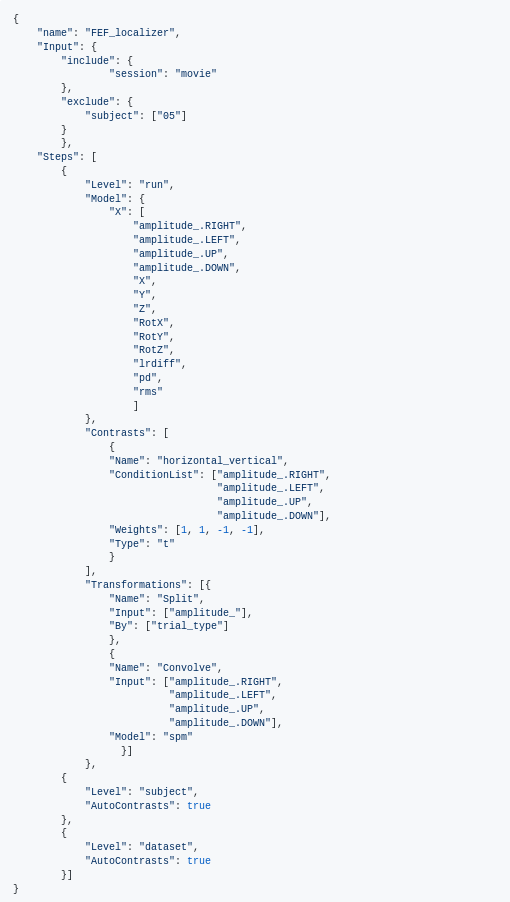 {
    "name": "FEF_localizer",
    "Input": {
        "include": {
                "session": "movie"
        },
        "exclude": {
            "subject": ["05"]
        }
        },
    "Steps": [
        {
            "Level": "run",
            "Model": {
                "X": [
                    "amplitude_.RIGHT",
                    "amplitude_.LEFT",
                    "amplitude_.UP",
                    "amplitude_.DOWN",
                    "X",
                    "Y",
                    "Z",
                    "RotX",
                    "RotY",
                    "RotZ",
                    "lrdiff",
                    "pd",
                    "rms"
                    ]
            },
            "Contrasts": [
                {
                "Name": "horizontal_vertical",
                "ConditionList": ["amplitude_.RIGHT",
                                  "amplitude_.LEFT",
                                  "amplitude_.UP",
                                  "amplitude_.DOWN"],
                "Weights": [1, 1, -1, -1],
                "Type": "t"
                }
            ],
            "Transformations": [{
                "Name": "Split",
                "Input": ["amplitude_"],
                "By": ["trial_type"]
                },
                {
                "Name": "Convolve",
                "Input": ["amplitude_.RIGHT",
                          "amplitude_.LEFT",
                          "amplitude_.UP",
                          "amplitude_.DOWN"],
                "Model": "spm"
                  }]
            },
        {
            "Level": "subject",
            "AutoContrasts": true
        },
        {
            "Level": "dataset",
            "AutoContrasts": true
        }]
}